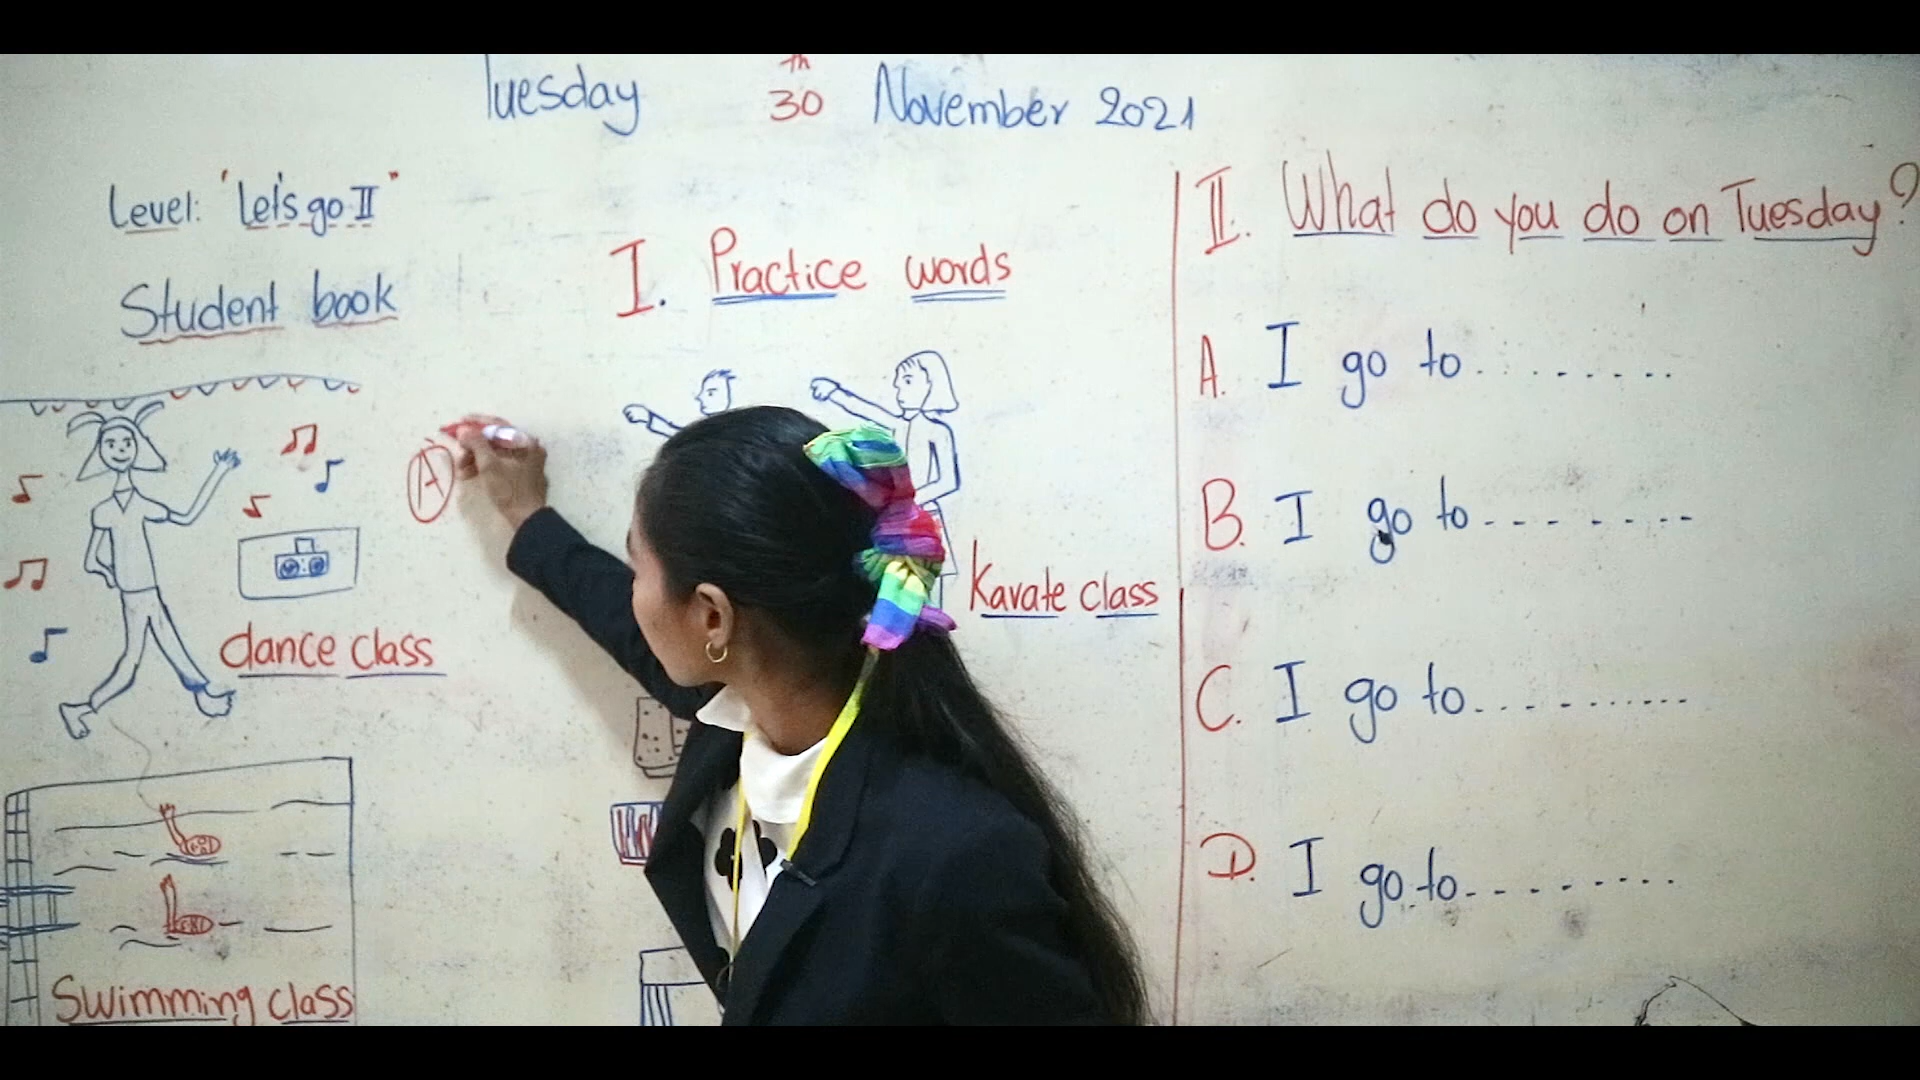 Tuesday 30th November 2021
Level: "Let's go II"
Student book
I. Practice words
A
dance class
Karate class
Swimming class
II. What do you do on Tuesday?
A. I go to..........
B. I go to---------
C. I go to...........
D. I go to---------